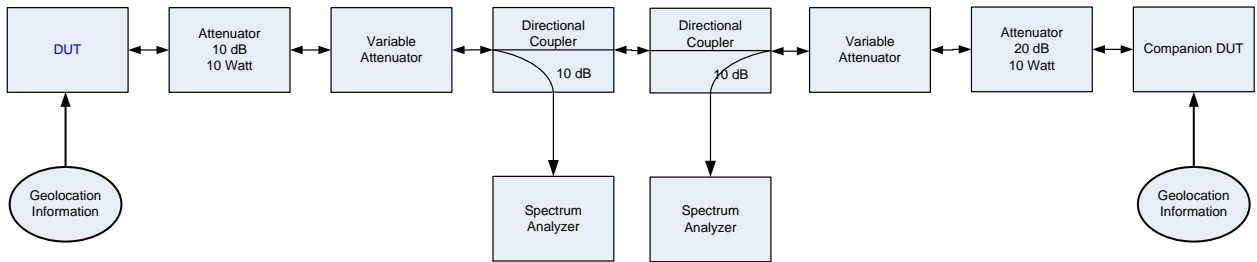 DUT
Attenuator
10 dB
10 Watt
Variable
Attenuator
Directional
Coupler
10 dB
Directional
Coupler
10 dB
Variable
Attenuator
Attenuator
20 dB
10 Watt
Companion DUT
Geolocation
Information
Spectrum
Analyzer
Spectrum
Analyzer
Geolocation
Information